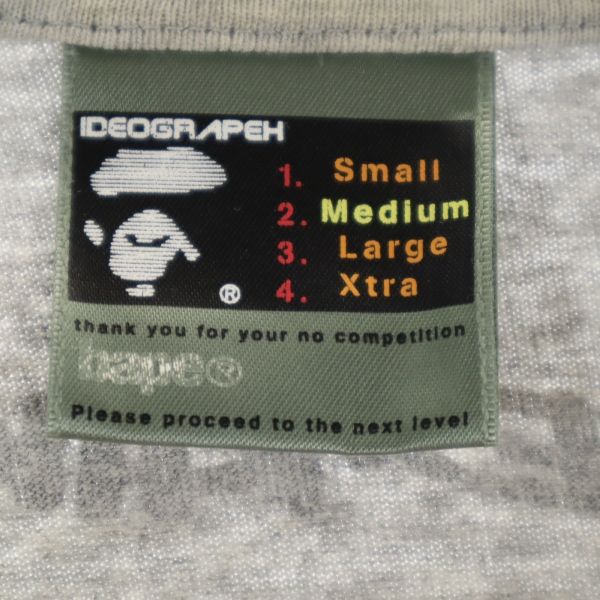 IDEOGRAPEH
1. Small
2. Medium
3. Large
4. Xtra
®
thank you for your no competition
bape®
Please proceed to the next level